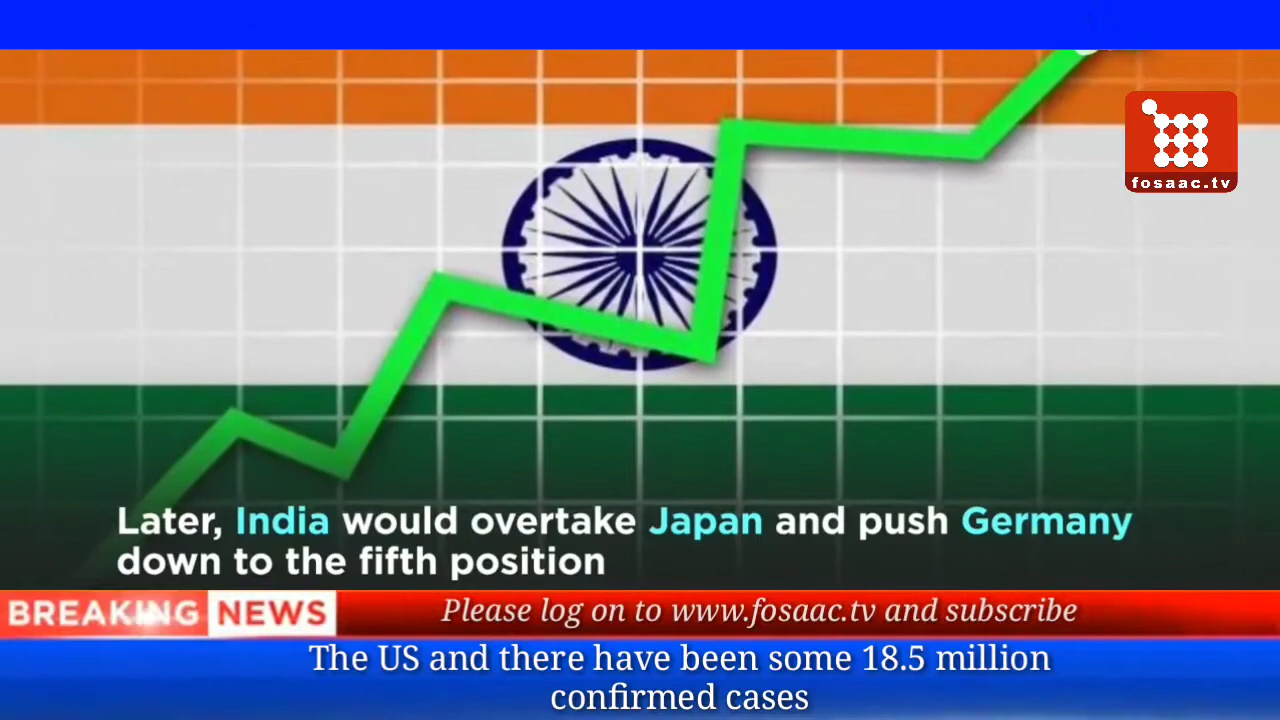 fosaac.tv
Later, India would overtake Japan and push Germany
down to the fifth position
BREAKING NEWS
Please log on to www.fosaac.tv and subscribe
The US and there have been some 18.5 million
confirmed cases